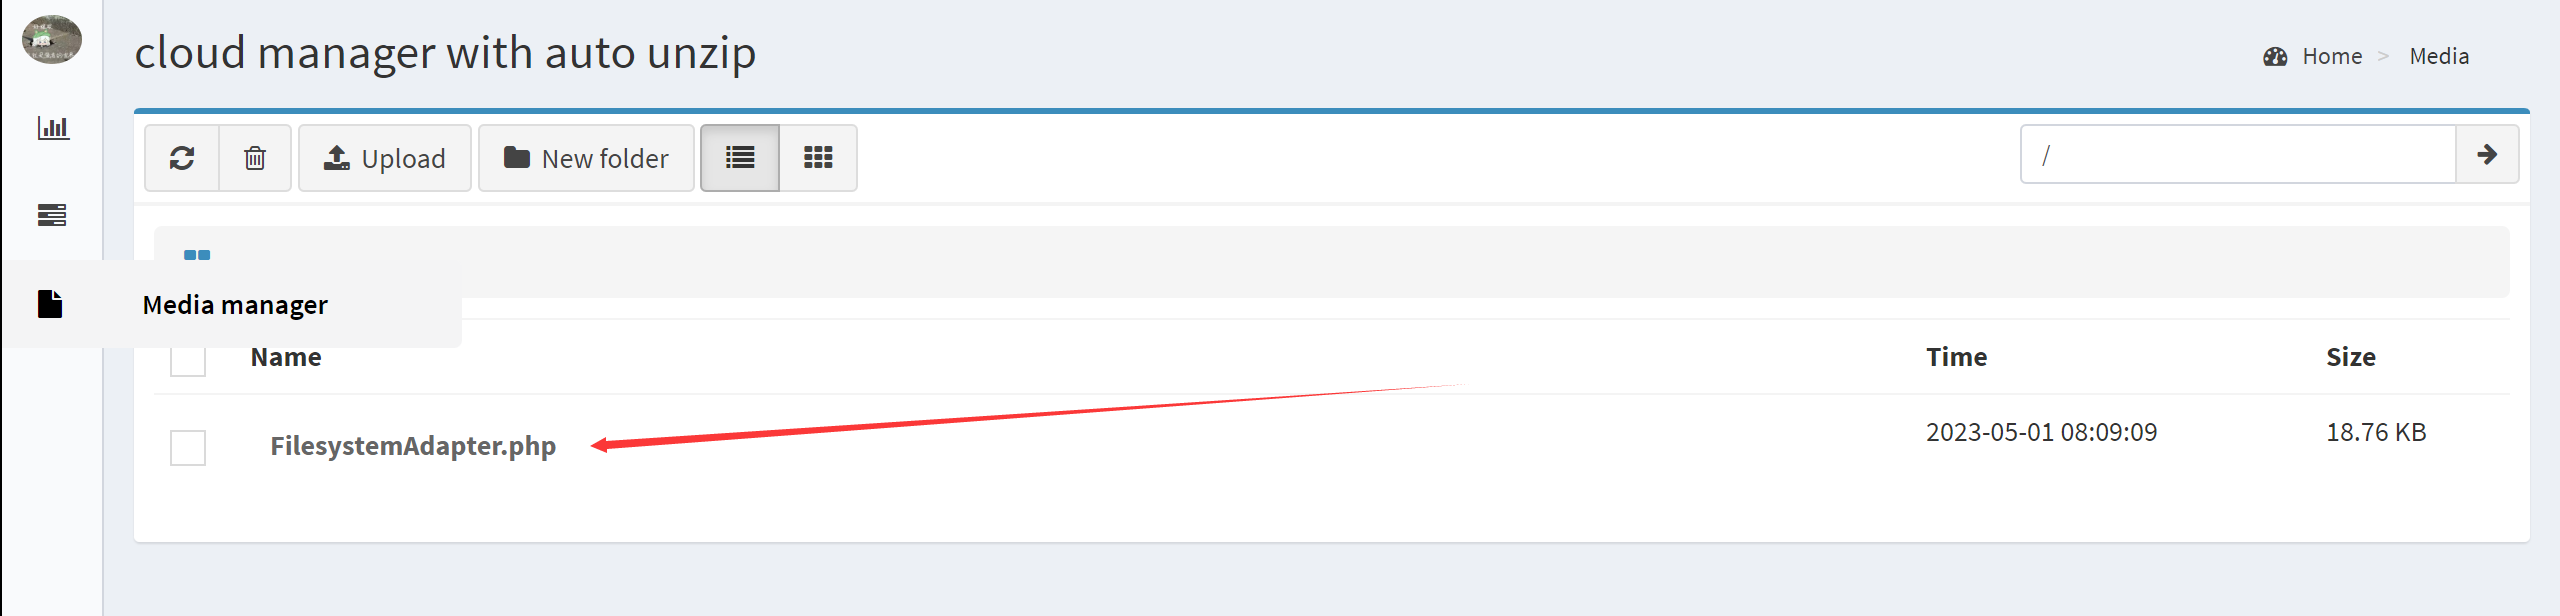 cloud manager with auto unzip
Home > Media
Upload
New folder
/
Media manager
Name Time Size
FilesystemAdapter.php 2023-05-01 08:09:09 18.76 KB